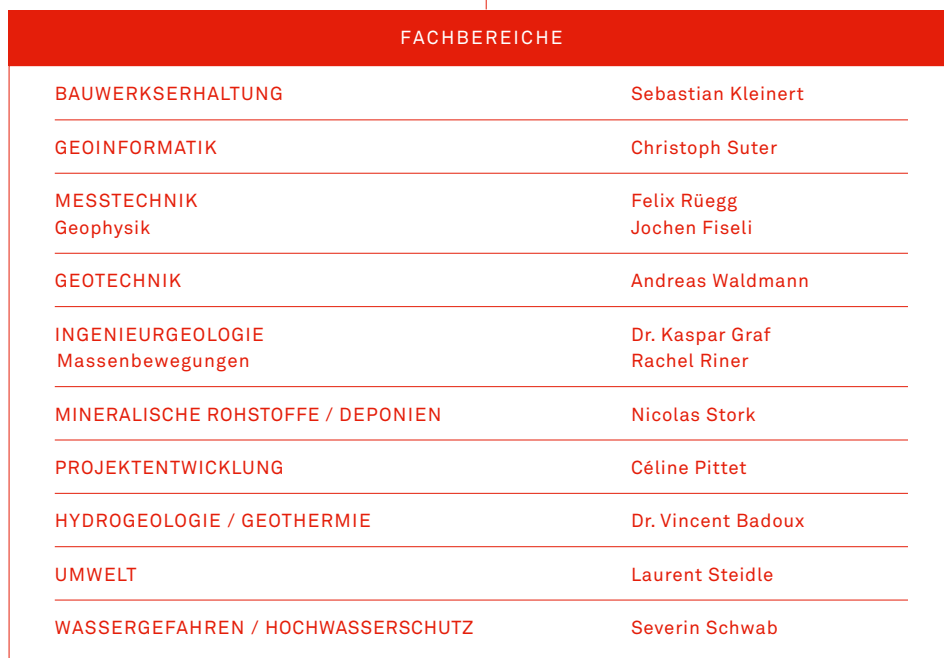 FACHBEREICHE
BAUWERKSERHALTUNG Sebastian Kleinert
GEOINFORMATIK Christoph Suter
MESSTECHNIK Felix Rüegg
Geophysik Jochen Fiseli
GEOTECHNIK Andreas Waldmann
INGENIEURGEOLOGIE Dr. Kaspar Graf
Massenbewegungen Rachel Riner
MINERALISCHE ROHSTOFFE / DEPONIEN Nicolas Stork
PROJEKTENTWICKLUNG Céline Pittet
HYDROGEOLOGIE / GEOTHERMIE Dr. Vincent Badoux
UMWELT Laurent Steidle
WASSERGEFAHREN / HOCHWASSERSCHUTZ Severin Schwab